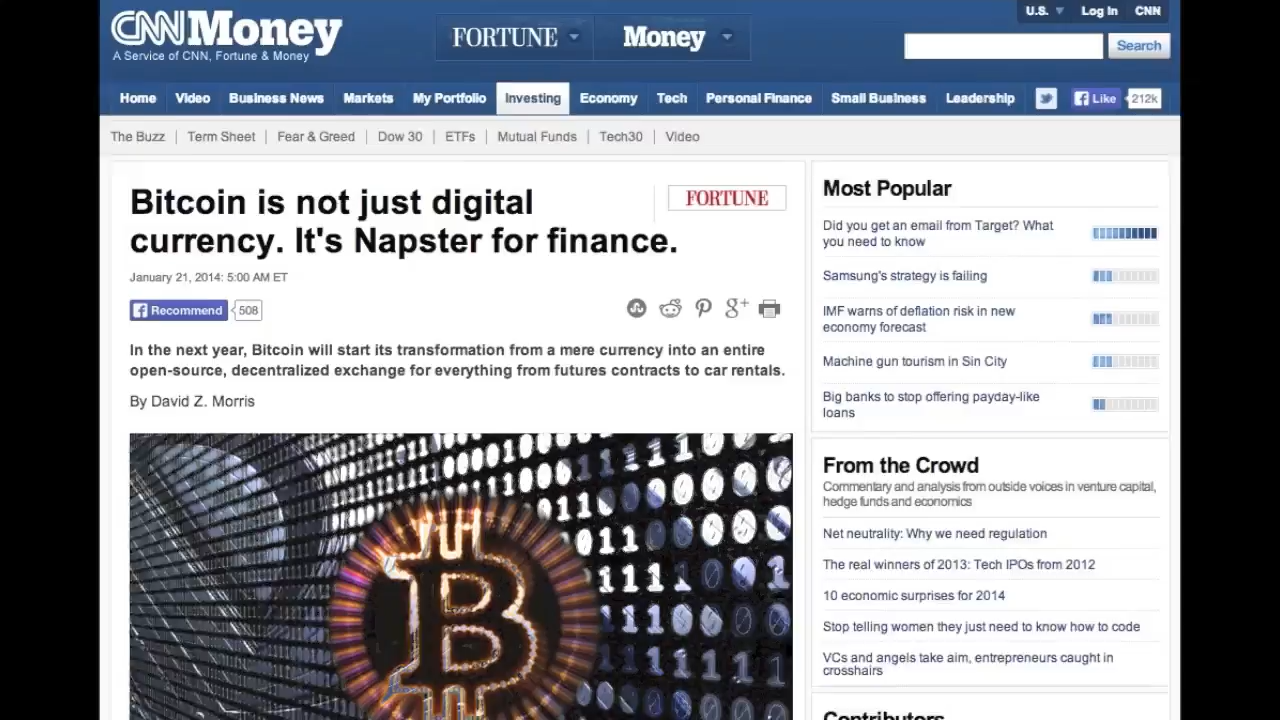 CNNMoney
A Service of CNN, Fortune & Money
FORTUNE
Money
U.S.
Log In
CNN
Search
Home
Video
Business News
Markets
My Portfolio
Investing
Economy
Tech
Personal Finance
Small Business
Leadership
Like
212k
The Buzz
Term Sheet
Fear & Greed
Dow 30
ETFs
Mutual Funds
Tech30
Video
Bitcoin is not just digital
currency. It's Napster for finance.
FORTUNE
January 21, 2014: 5:00 AM ET
Recommend
508
In the next year, Bitcoin will start its transformation from a mere currency into an entire
open-source, decentralized exchange for everything from futures contracts to car rentals.
By David Z. Morris
Most Popular
Did you get an email from Target? What
you need to know
Samsung's strategy is failing
IMF warns of deflation risk in new
economy forecast
Machine gun tourism in Sin City
Big banks to stop offering payday-like
loans
From the Crowd
Commentary and analysis from outside voices in venture capital,
hedge funds and economics
Net neutrality: Why we need regulation
The real winners of 2013: Tech IPOs from 2012
10 economic surprises for 2014
Stop telling women they just need to know how to code
VCs and angels take aim, entrepreneurs caught in
crosshairs
Contributors